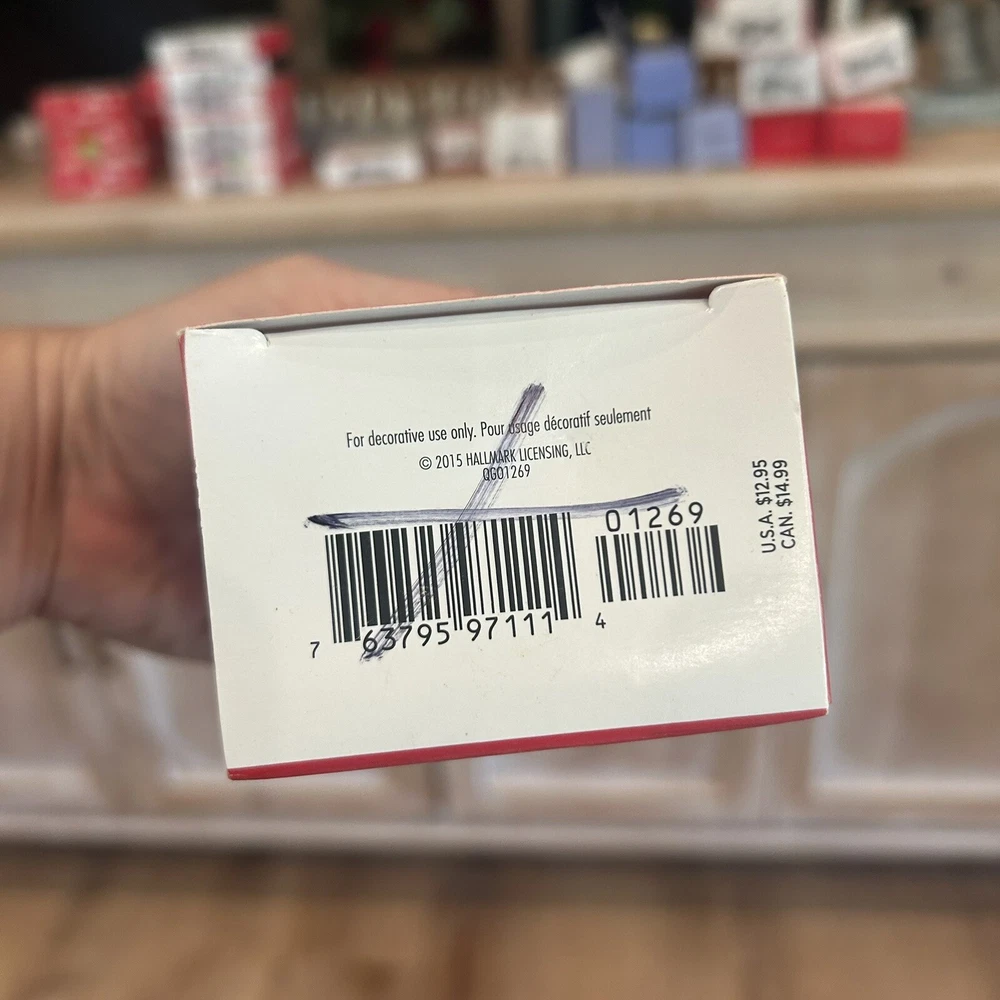 For decorative use only. Pour usage décoratif seulement
© 2015 HALLMARK LICENSING, LLC
QGO1269
01269
7 63795 97111 4
U.S.A. $12.95
CAN. $14.99